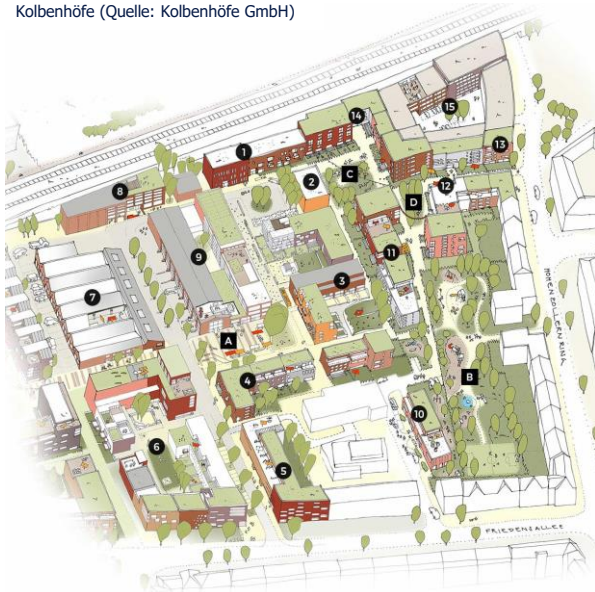 Kolbenhöfe (Quelle: Kolbenhöfe GmbH)
15
14
1
13
C
2
12
8
D
9
11
3
7
HOHENZOLLERNRING
A
B
4
10
6
5
FRIEDENSALLEE